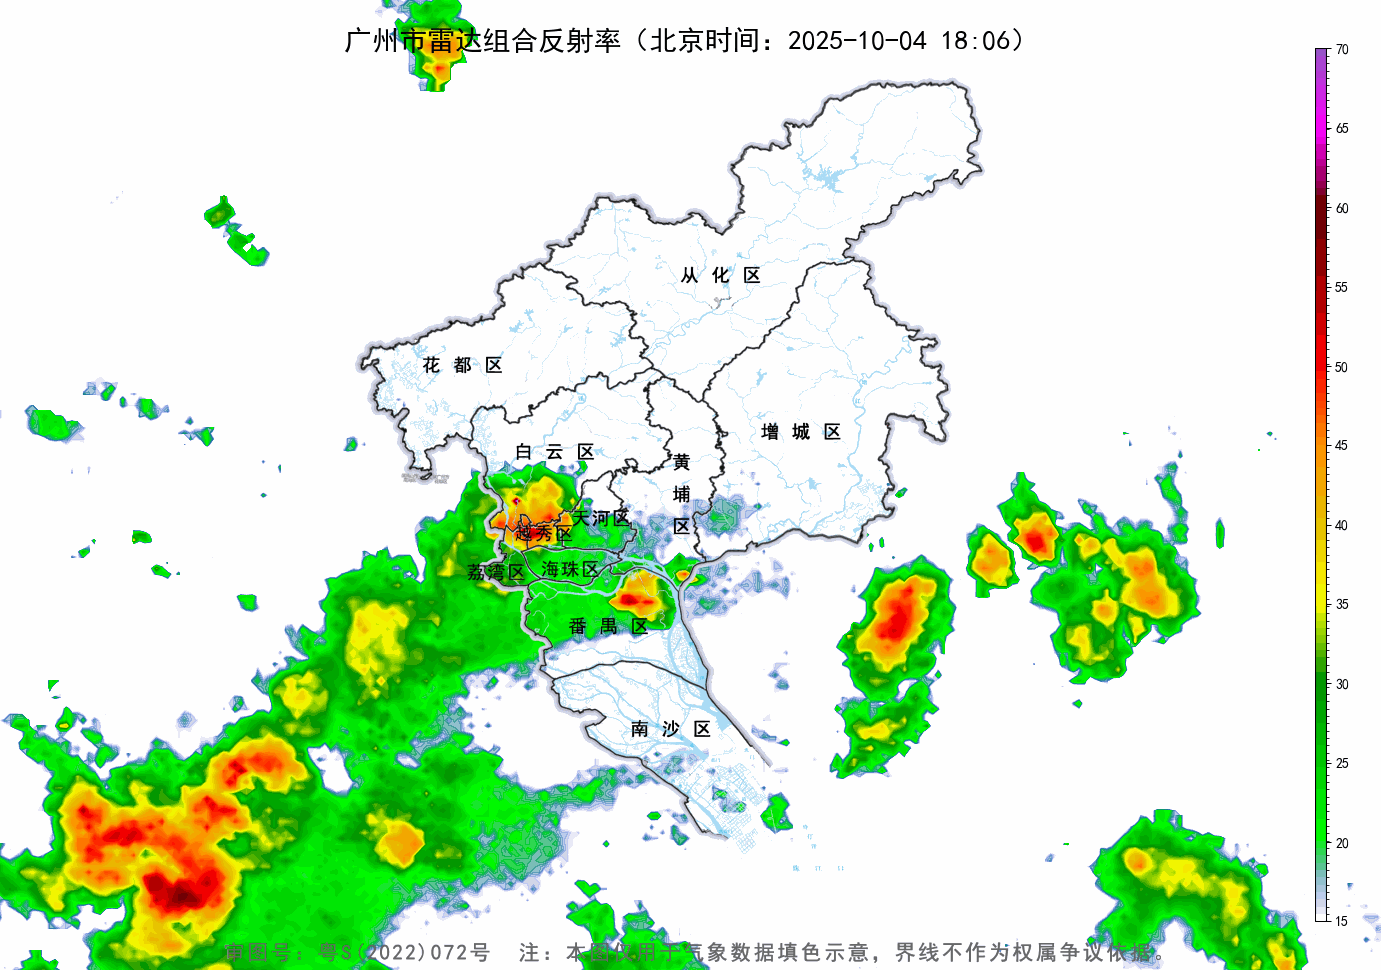 广州市雷达组合反射率（北京时间：2025-10-04 18:06）
70
65
60
55
50
45
40
35
30
25
20
15
从化区
花都区
增城区
白云区
黄埔区
天河区
越秀区
荔湾区
海珠区
番禺区
南沙区
审图号：粤S(2022)072号 注：本图仅用于气象数据填色示意，界线不作为权属争议依据。